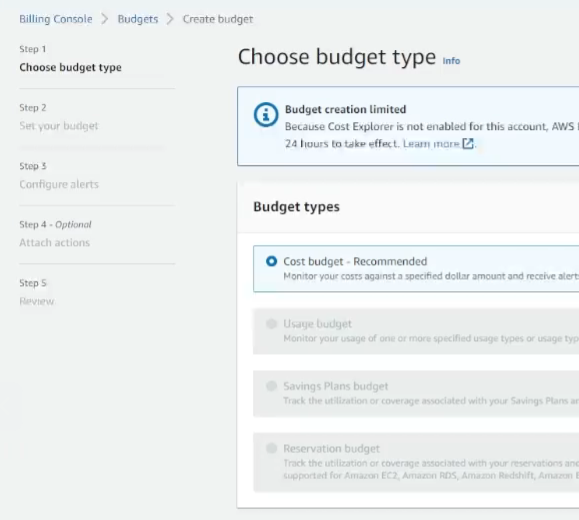 Billing Console > Budgets > Create budget
Step 1
Choose budget type
Step 2
Set your budget
Step 3
Configure alerts
Step 4 - Optional
Attach actions
Step 5
Review
Choose budget type Info
Budget creation limited
Because Cost Explorer is not enabled for this account, AWS
24 hours to take effect. Learn more
Budget types
Cost budget - Recommended
Monitor your costs against a specified dollar amount and receive alert
Usage budget
Monitor your usage of one or more specified usage types or usage typ
Savings Plans budget
Track the utilization or coverage associated with your Savings Plans ar
Reservation budget
Track the utilization or coverage associated with your reservations and
supported for Amazon EC2, Amazon RDS, Amazon Redshift, Amazon E